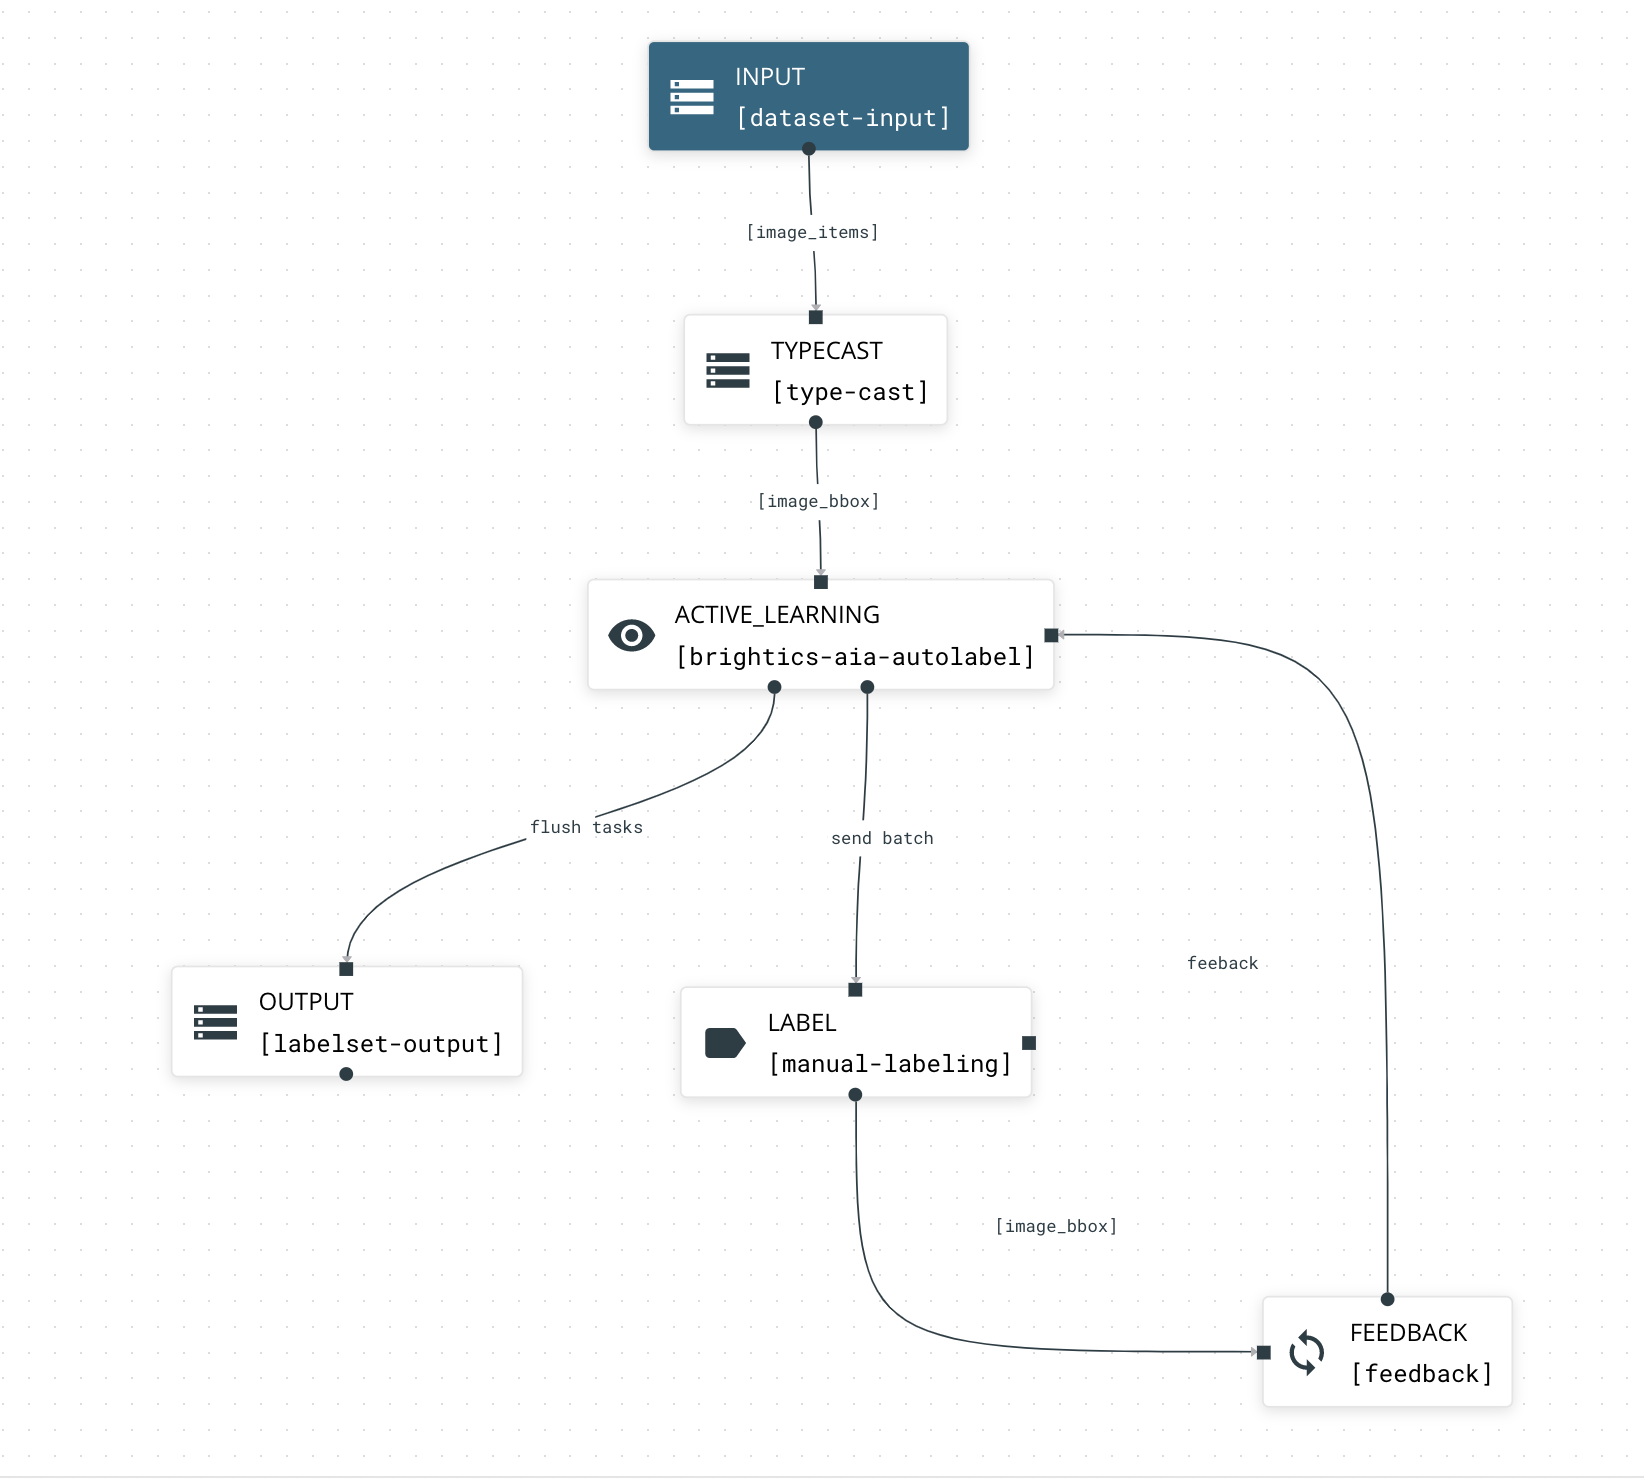 INPUT
[dataset-input]
[image_items]
TYPECAST
[type-cast]
[image_bbox]
ACTIVE_LEARNING
[brightics-aia-autolabel]
flush tasks
send batch
feeback
OUTPUT
[labelset-output]
LABEL
[manual-labeling]
[image_bbox]
FEEDBACK
[feedback]